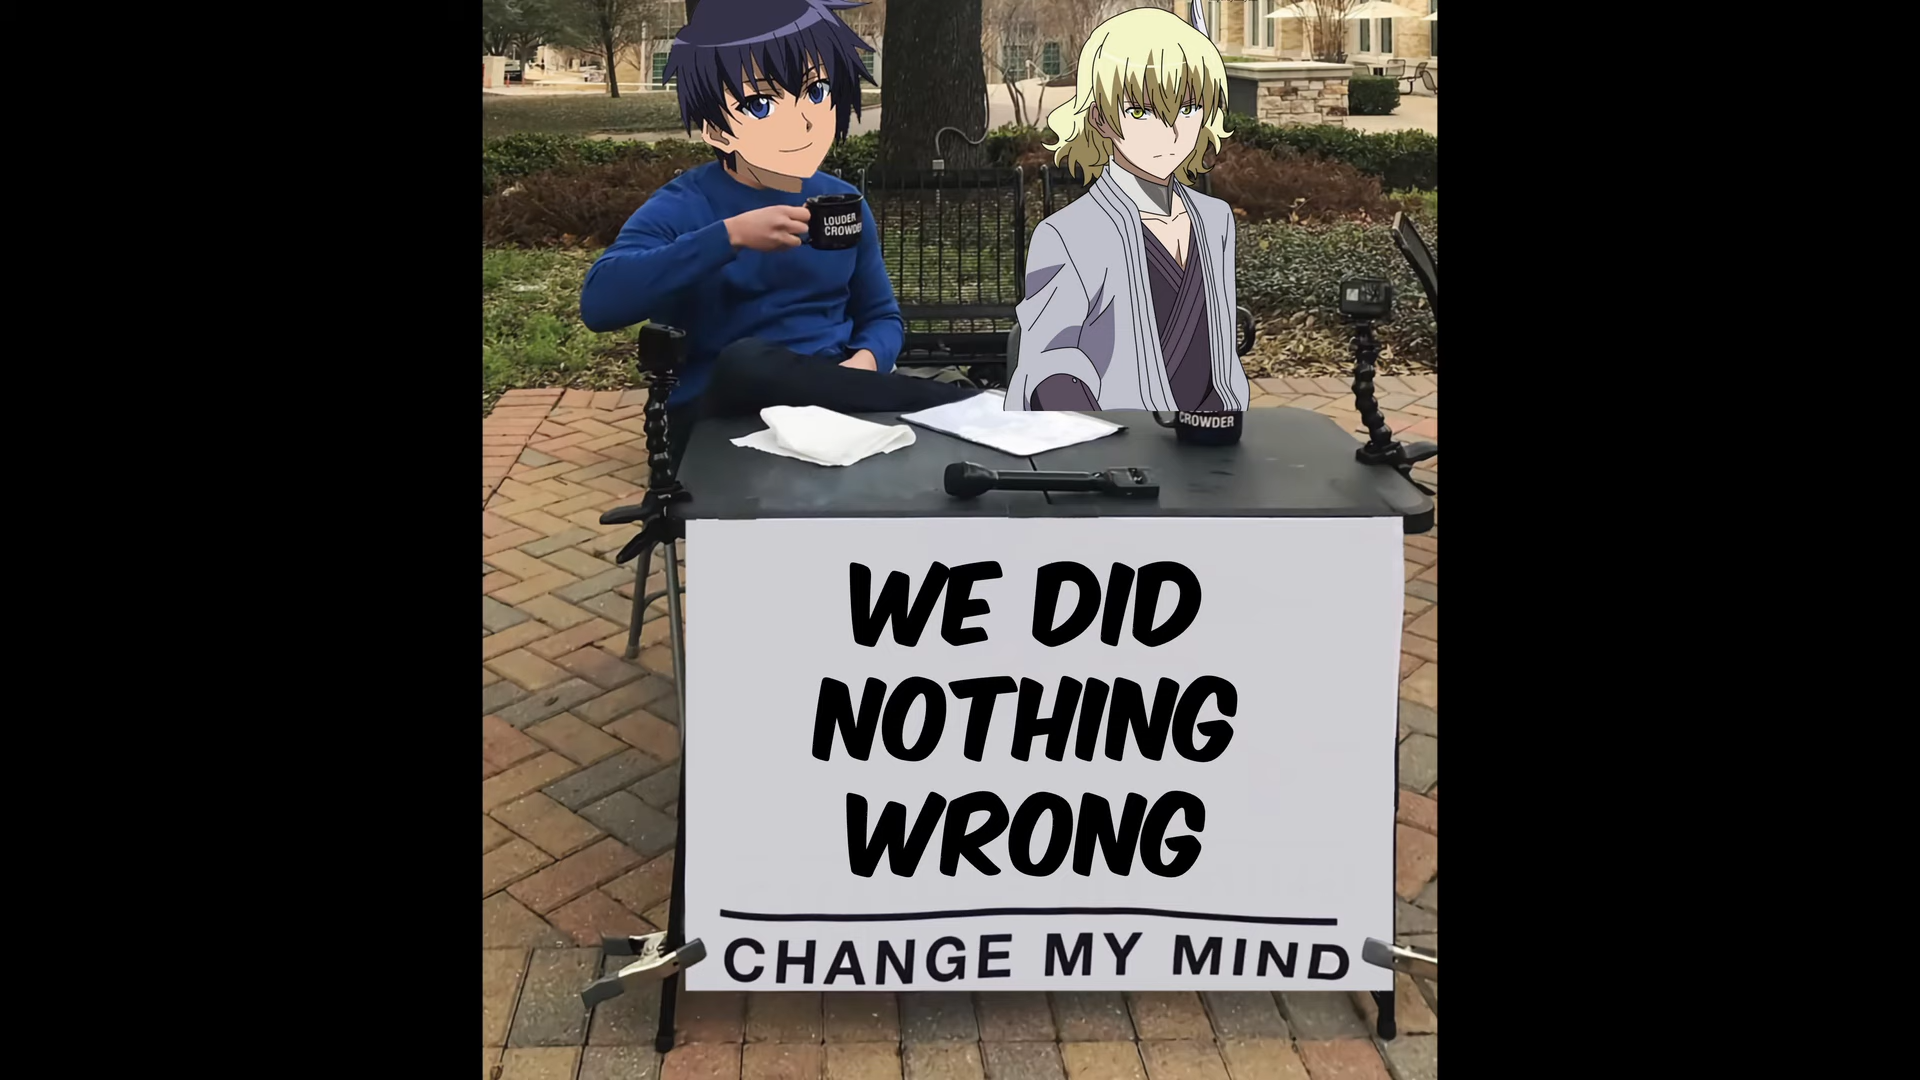 LOUDER
CROWDER
CROWDER
WE DID
NOTHING
WRONG
CHANGE MY MIND